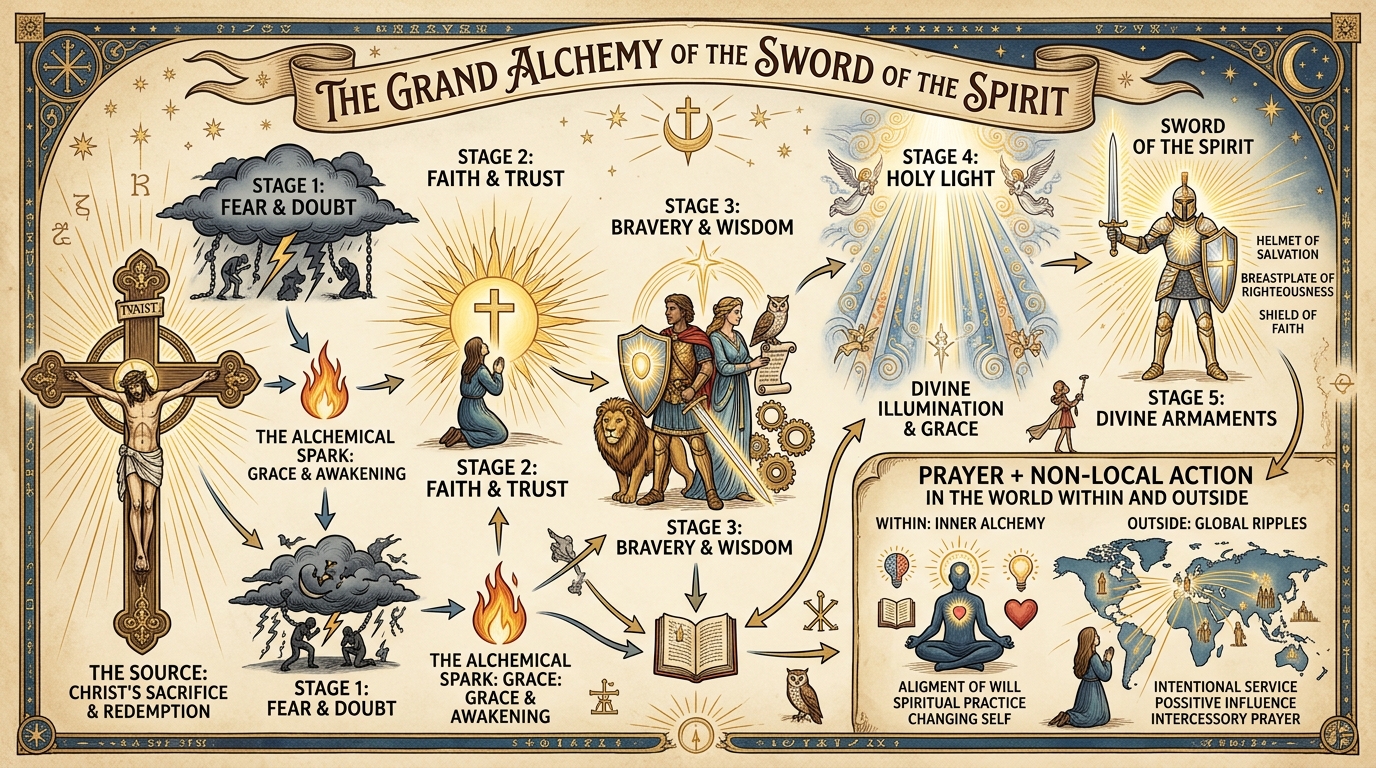 THE GRAND ALCHEMY OF THE SWORD OF THE SPIRIT
STAGE 1:
FEAR & DOUBT
STAGE 2:
FAITH & TRUST
STAGE 3:
BRAVERY & WISDOM
STAGE 4:
HOLY LIGHT
SWORD
OF THE SPIRIT
HELMET OF
SALVATION
BREASTPLATE OF
RIGHTEOUSNESS
SHIELD OF
FAITH
THE ALCHEMICAL
SPARK:
GRACE & AWAKENING
STAGE 2:
FAITH & TRUST
DIVINE
ILLUMINATION
& GRACE
STAGE 5:
DIVINE ARMAMENTS
STAGE 3:
BRAVERY & WISDOM
THE SOURCE:
CHRIST'S SACRIFICE
& REDEMPTION
STAGE 1:
FEAR & DOUBT
THE ALCHEMICAL
SPARK: GRACE:
GRACE &
AWAKENING
PRAYER + NON-LOCAL ACTION
IN THE WORLD WITHIN AND OUTSIDE
WITHIN: INNER ALCHEMY
OUTSIDE: GLOBAL RIPPLES
ALIGMENT OF WILL
SPIRITUAL PRACTICE
CHANGING SELF
INTENTIONAL SERVICE
POSSITIVE INFLUENCE
INTERCESSORY PRAYER